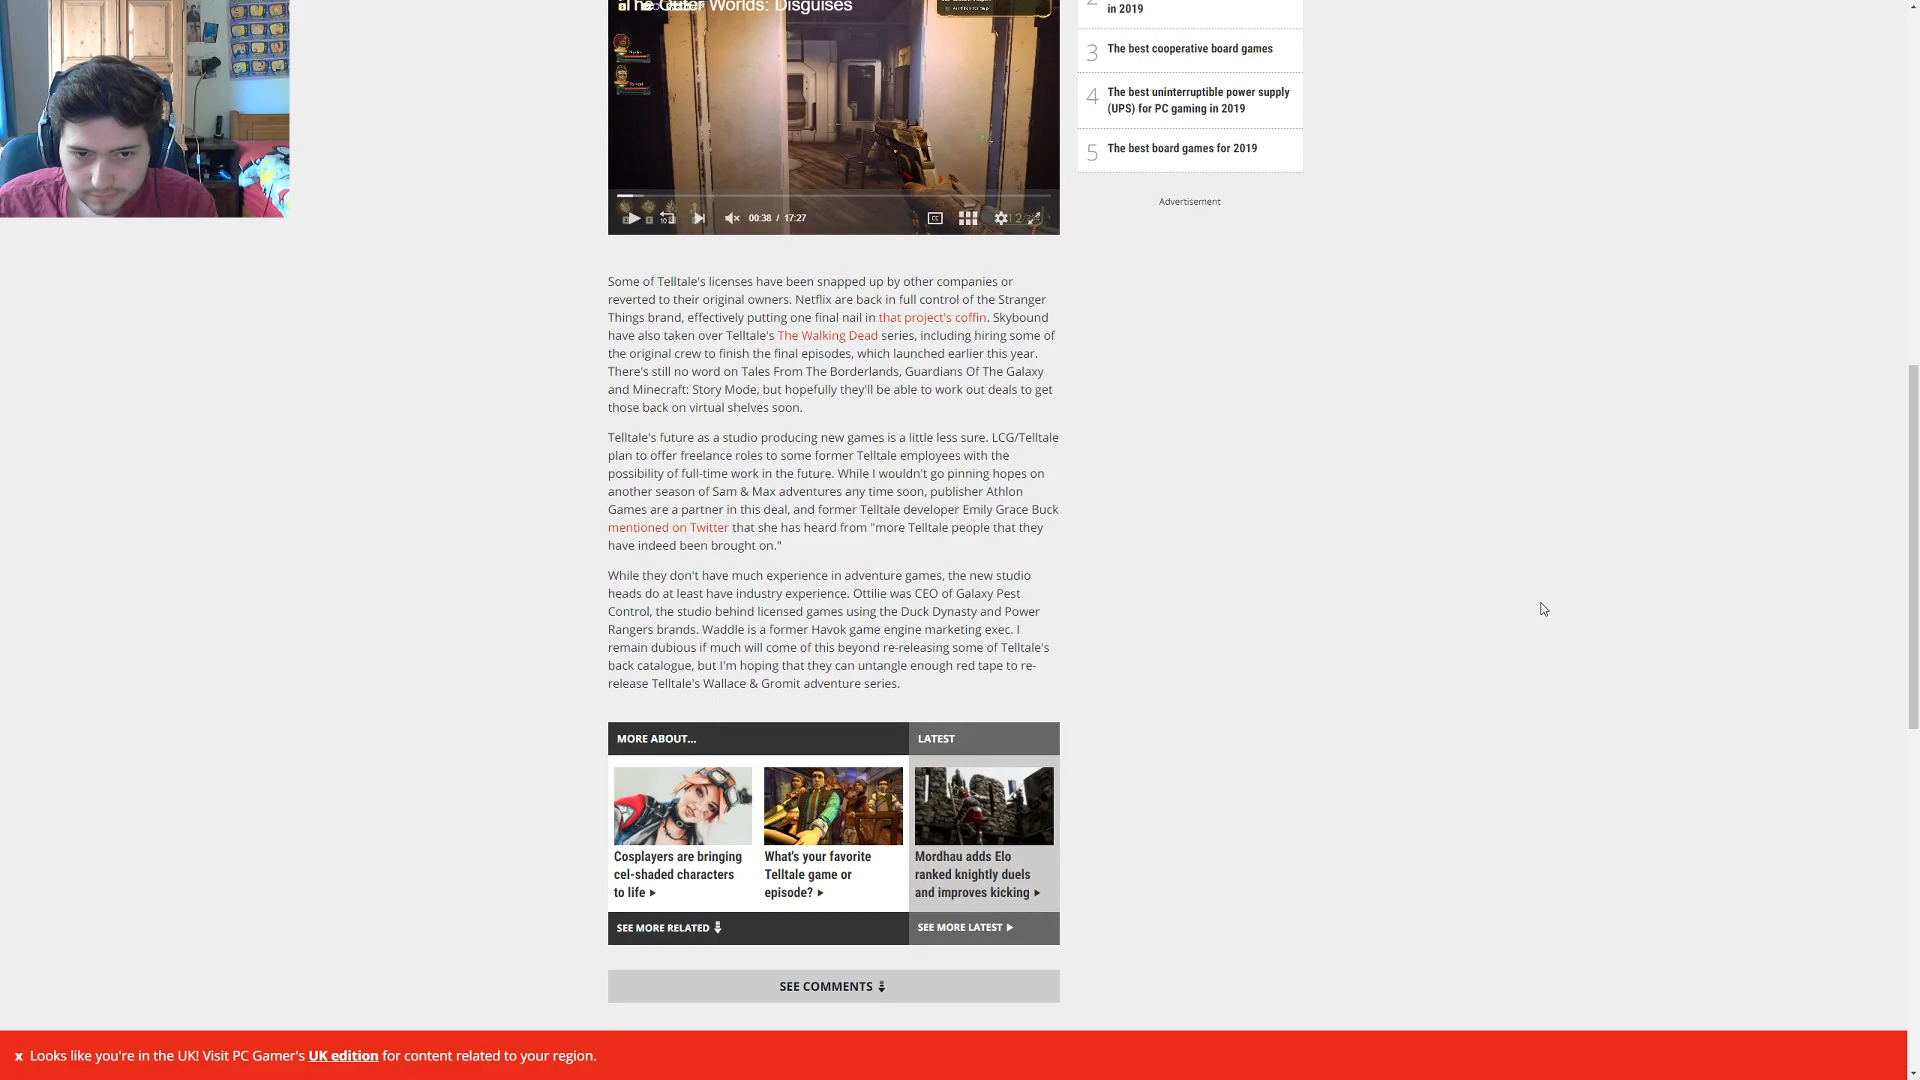 The Outer Worlds: Disguises
00:38 / 17:27
10
CC
in 2019
3 The best cooperative board games
4 The best uninterruptible power supply
(UPS) for PC gaming in 2019
5 The best board games for 2019
Advertisement
Some of Telltale's licenses have been snapped up by other companies or
reverted to their original owners. Netflix are back in full control of the Stranger
Things brand, effectively putting one final nail in that project's coffin. Skybound
have also taken over Telltale's The Walking Dead series, including hiring some of
the original crew to finish the final episodes, which launched earlier this year.
There's still no word on Tales From The Borderlands, Guardians Of The Galaxy
and Minecraft: Story Mode, but hopefully they'll be able to work out deals to get
those back on virtual shelves soon.
Telltale's future as a studio producing new games is a little less sure. LCG/Telltale
plan to offer freelance roles to some former Telltale employees with the
possibility of full-time work in the future. While I wouldn't go pinning hopes on
another season of Sam & Max adventures any time soon, publisher Athlon
Games are a partner in this deal, and former Telltale developer Emily Grace Buck
mentioned on Twitter that she has heard from "more Telltale people that they
have indeed been brought on."
While they don't have much experience in adventure games, the new studio
heads do at least have industry experience. Ottilie was CEO of Galaxy Pest
Control, the studio behind licensed games using the Duck Dynasty and Power
Rangers brands. Waddle is a former Havok game engine marketing exec. I
remain dubious if much will come of this beyond re-releasing some of Telltale's
back catalogue, but I'm hoping that they can untangle enough red tape to re-
release Telltale's Wallace & Gromit adventure series.
MORE ABOUT...
LATEST
Cosplayers are bringing
cel-shaded characters
to life
What's your favorite
Telltale game or
episode?
Mordhau adds Elo
ranked knightly duels
and improves kicking
SEE MORE RELATED
SEE MORE LATEST
SEE COMMENTS
x Looks like you're in the UK! Visit PC Gamer's UK edition for content related to your region.